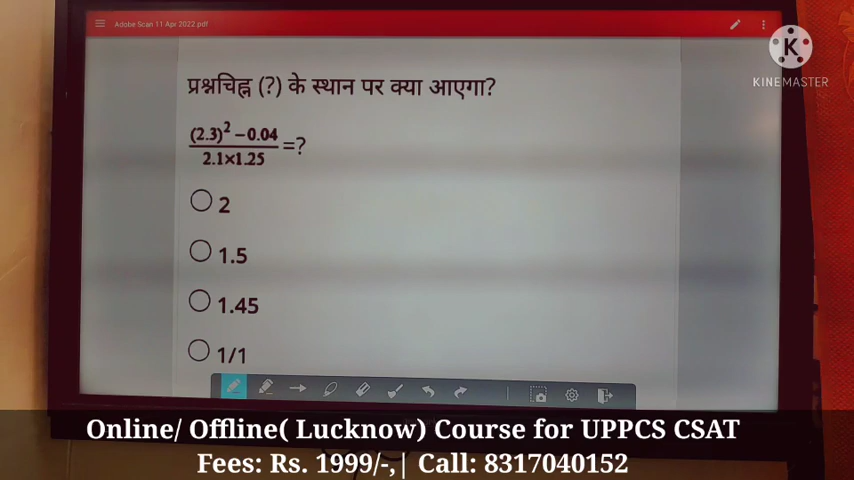 Adobe Scan 11 Apr 2022.pdf
K
KINEMASTER
प्रश्नचिह्न (?) के स्थान पर क्या आएगा?
(2.3)² – 0.04
2.1×1.25
=?
2
1.5
1.45
1/1
Online/ Offline( Lucknow) Course for UPPCS CSAT
Fees: Rs. 1999/-,| Call: 8317040152